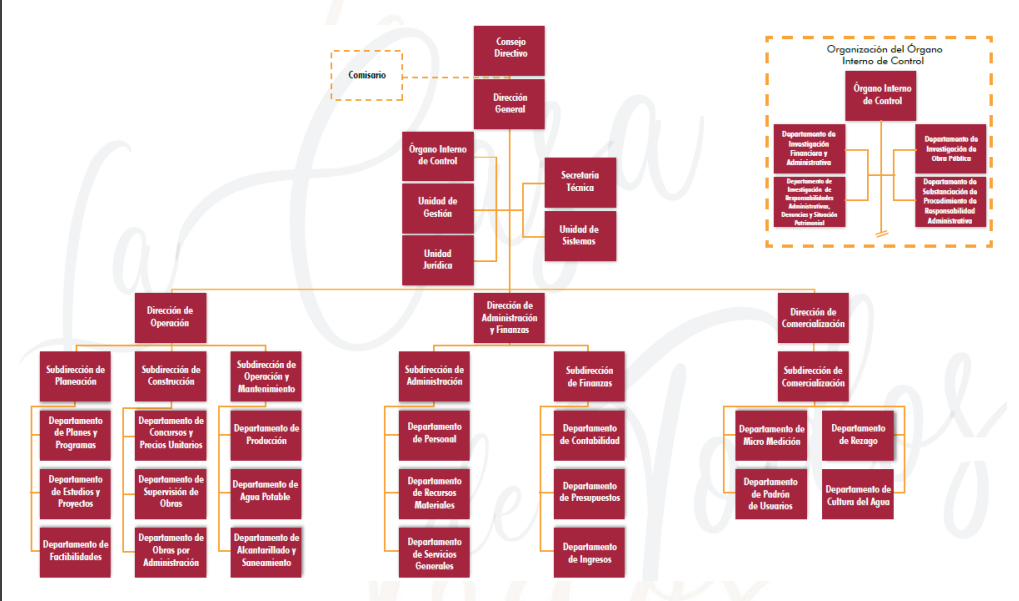 Consejo
Directivo
Comisario
Dirección
General
Órgano Interno
de Control
Unidad de
Gestión
Unidad
Jurídica
Secretaría
Técnica
Unidad de
Sistemas
Organización del Órgano
Interno de Control
Órgano Interno
de Control
Departamento de
Investigación
Financiera y
Administrativa
Departamento de
Investigación de
Obra Pública
Departamento de
Investigación de
Responsabilidades
Administrativas,
Denuncias y Situación
Patrimonial
Departamento de
Substanciación de
Procedimiento de
Responsabilidad
Administrativa
Dirección de
Operación
Dirección de
Administración
y Finanzas
Dirección de
Comercialización
Subdirección de
Planeación
Subdirección de
Construcción
Subdirección de
Operación y
Mantenimiento
Subdirección de
Administración
Subdirección
de Finanzas
Subdirección de
Comercialización
Departamento
de Planes y
Programas
Departamento de
Concursos y
Precios Unitarios
Departamento de
Producción
Departamento
de Personal
Departamento
de Contabilidad
Departamento de
Micro Medición
Departamento
de Rezago
Departamento
de Estudios y
Proyectos
Departamento de
Supervisión de
Obras
Departamento de
Agua Potable
Departamento
de Recursos
Materiales
Departamento
de Presupuestos
Departamento
de Padrón
de Usuarios
Departamento de
Cultura del Agua
Departamento de
Factibilidades
Departamento de
Obras por
Administración
Departamento de
Alcantarillado y
Saneamiento
Departamento
de Servicios
Generales
Departamento
de Ingresos
La Casa
de Todos